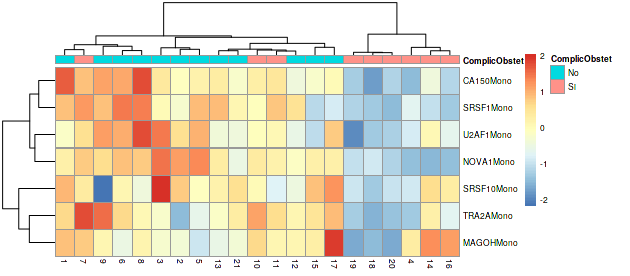 ComplicObstet
CA150Mono
SRSF1Mono
U2AF1Mono
NOVA1Mono
SRSF10Mono
TRA2AMono
MAGOHMono
1 7 9 6 8 3 2 5 13 21 10 11 12 15 17 19 18 20 4 14 16
2
1
0
-1
-2
ComplicObstet
No
SI